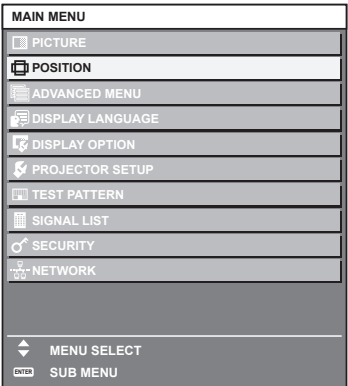 MAIN MENU
PICTURE
POSITION
ADVANCED MENU
DISPLAY LANGUAGE
DISPLAY OPTION
PROJECTOR SETUP
TEST PATTERN
SIGNAL LIST
SECURITY
NETWORK
MENU SELECT
ENTER SUB MENU